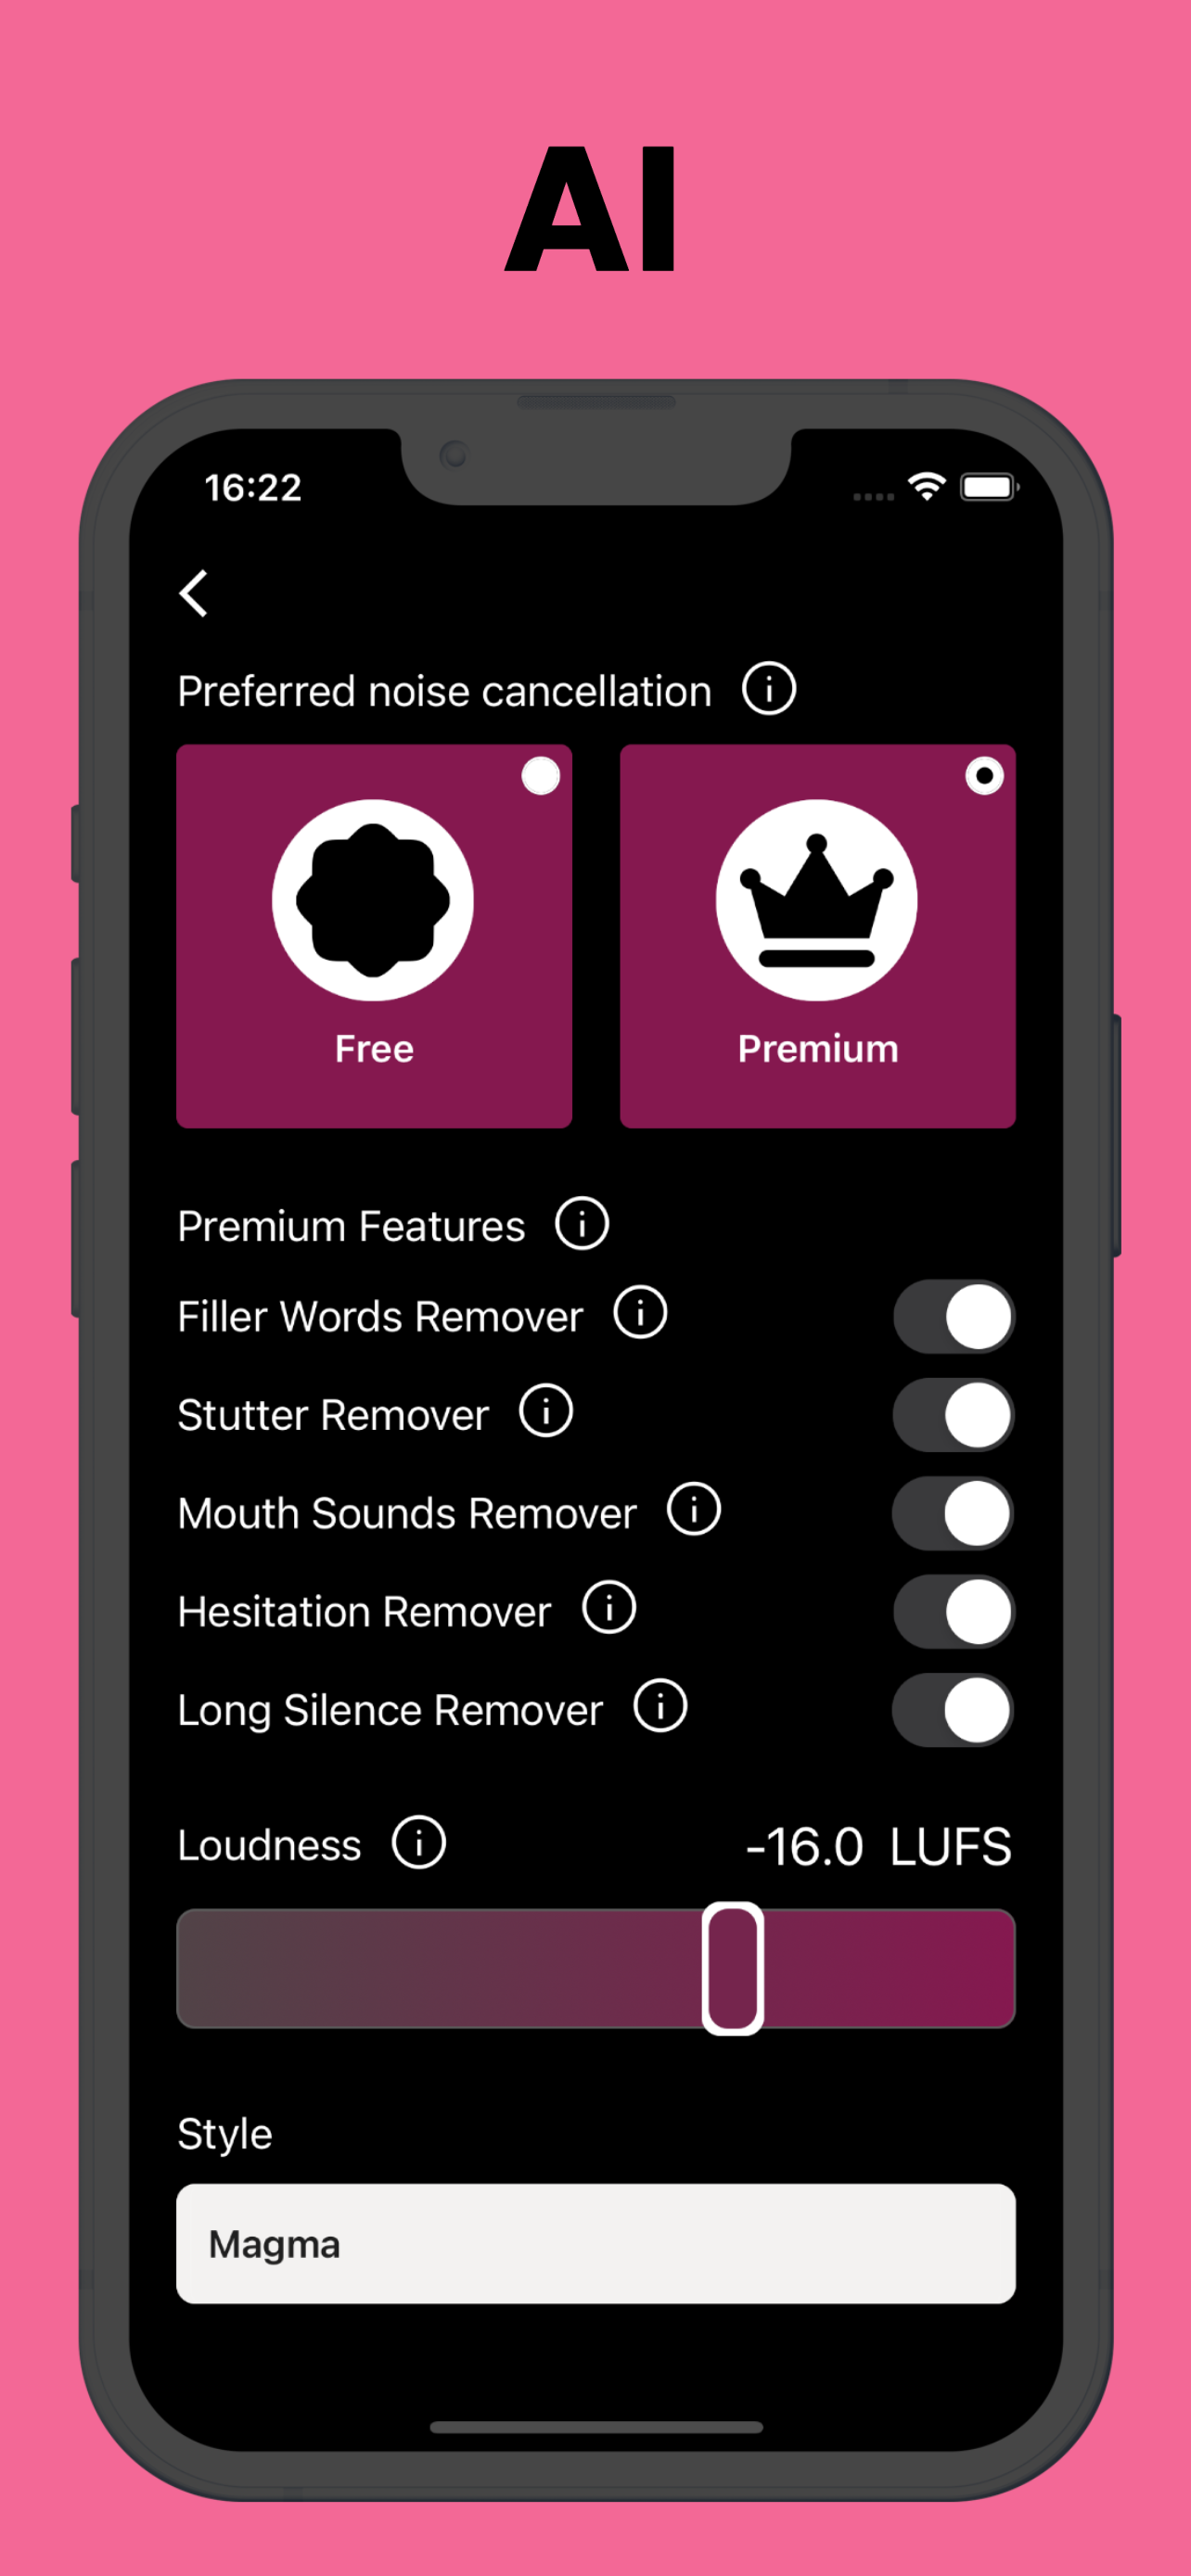 AI
16:22
Preferred noise cancellation
Free
Premium
Premium Features
Filler Words Remover
Stutter Remover
Mouth Sounds Remover
Hesitation Remover
Long Silence Remover
Loudness -16.0 LUFS
Style
Magma